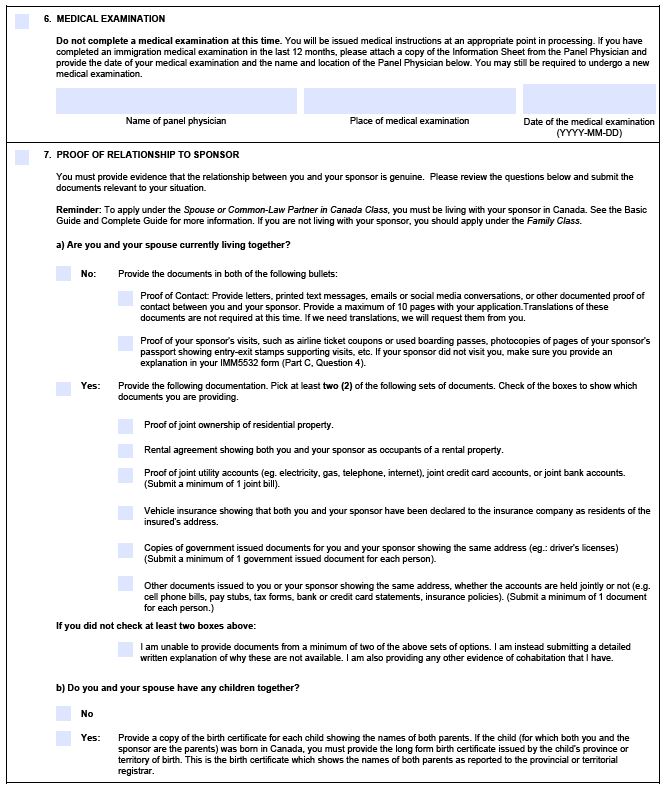 6. MEDICAL EXAMINATION
Do not complete a medical examination at this time. You will be issued medical instructions at an appropriate point in processing. If you have
completed an immigration medical examination in the last 12 months, please attach a copy of the Information Sheet from the Panel Physician and
provide the date of your medical examination and the name and location of the Panel Physician below. You may still be required to undergo a new
medical examination.
Name of panel physician
Place of medical examination
Date of the medical examination
(YYYY-MM-DD)
7. PROOF OF RELATIONSHIP TO SPONSOR
You must provide evidence that the relationship between you and your sponsor is genuine. Please review the questions below and submit the
documents relevant to your situation.
Reminder: To apply under the Spouse or Common-Law Partner in Canada Class, you must be living with your sponsor in Canada. See the Basic
Guide and Complete Guide for more information. If you are not living with your sponsor, you should apply under the Family Class.
a) Are you and your spouse currently living together?
No: Provide the documents in both of the following bullets:
Proof of Contact: Provide letters, printed text messages, emails or social media conversations, or other documented proof of
contact between you and your sponsor. Provide a maximum of 10 pages with your application.Translations of these
documents are not required at this time. If we need translations, we will request them from you.
Proof of your sponsor's visits, such as airline ticket coupons or used boarding passes, photocopies of pages of your sponsor's
passport showing entry-exit stamps supporting visits, etc. If your sponsor did not visit you, make sure you provide an
explanation in your IMM5532 form (Part C, Question 4).
Yes: Provide the following documentation. Pick at least two (2) of the following sets of documents. Check of the boxes to show which
documents you are providing.
Proof of joint ownership of residential property.
Rental agreement showing both you and your sponsor as occupants of a rental property.
Proof of joint utility accounts (eg. electricity, gas, telephone, internet), joint credit card accounts, or joint bank accounts.
(Submit a minimum of 1 joint bill).
Vehicle insurance showing that both you and your sponsor have been declared to the insurance company as residents of the
insured's address.
Copies of government issued documents for you and your sponsor showing the same address (eg.: driver's licenses)
(Submit a minimum of 1 government issued document for each person).
Other documents issued to you or your sponsor showing the same address, whether the accounts are held jointly or not (e.g.
cell phone bills, pay stubs, tax forms, bank or credit card statements, insurance policies). (Submit a minimum of 1 document
for each person.)
If you did not check at least two boxes above:
I am unable to provide documents from a minimum of two of the above sets of options. I am instead submitting a detailed
written explanation of why these are not available. I am also providing any other evidence of cohabitation that I have.
b) Do you and your spouse have any children together?
No
Yes: Provide a copy of the birth certificate for each child showing the names of both parents. If the child (for which both you and the
sponsor are the parents) was born in Canada, you must provide the long form birth certificate issued by the child's province or
territory of birth. This is the birth certificate which shows the names of both parents as reported to the provincial or territorial
registrar.